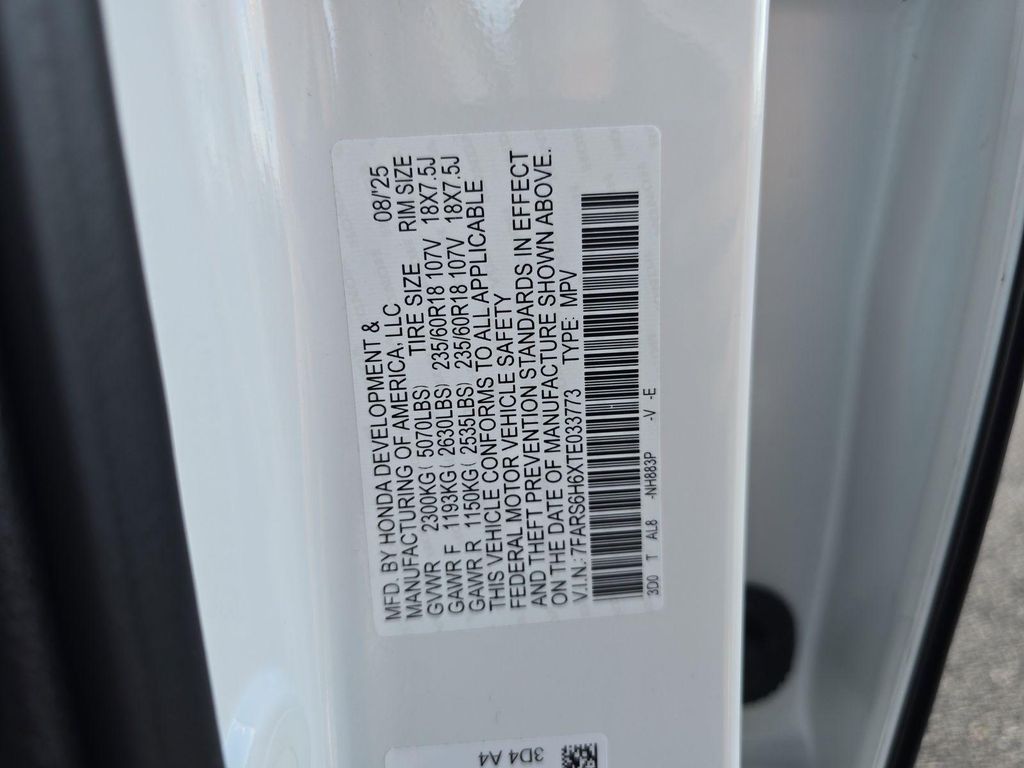 MFD. BY HONDA DEVELOPMENT & 08/'25
MANUFACTURING OF AMERICA, LLC
GVWR 2300KG ( 5070LBS) TIRE SIZE RIM SIZE
GAWR F 1193KG ( 2630LBS) 235/60R18 107V 18X7.5J
GAWR R 1150KG ( 2535LBS) 235/60R18 107V 18X7.5J
THIS VEHICLE CONFORMS TO ALL APPLICABLE
FEDERAL MOTOR VEHICLE SAFETY
AND THEFT PREVENTION STANDARDS IN EFFECT
ON THE DATE OF MANUFACTURE SHOWN ABOVE.
V.I.N.: 7FARS6H6XTE033773 TYPE: MPV
3D0 T AL8 -NH883P -V -E
3D4 A4